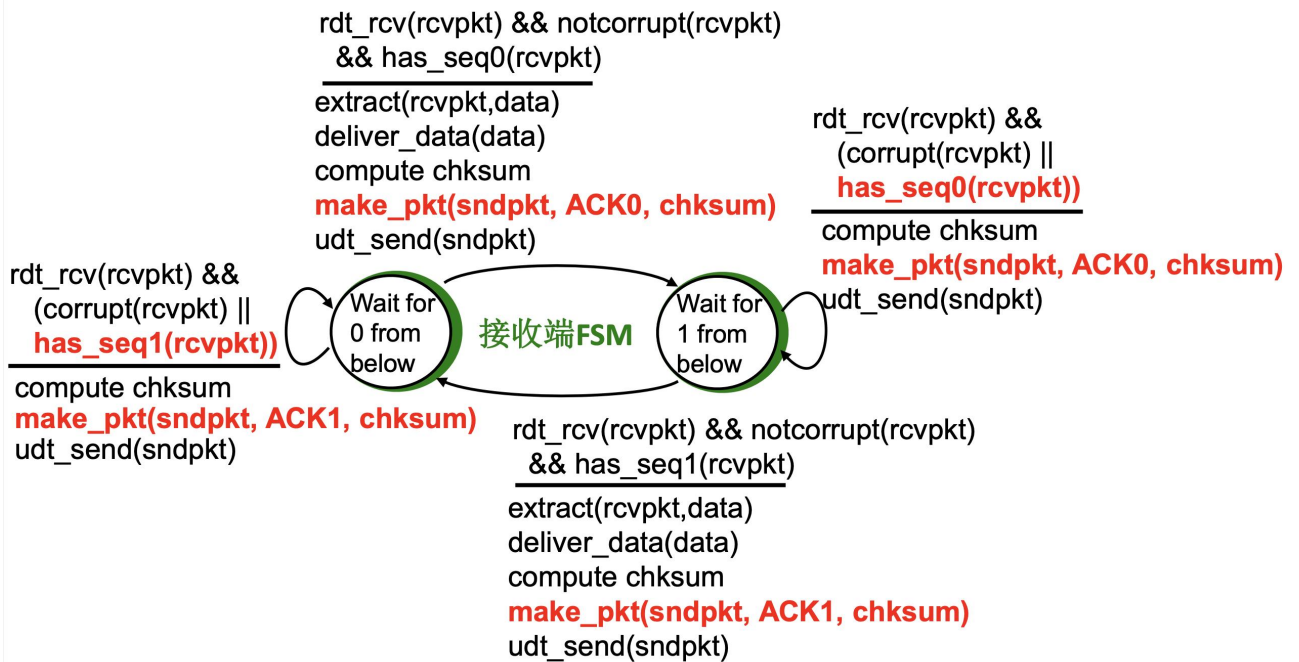 rdt_rcv(rcvpkt) && notcorrupt(rcvpkt)
&& has_seq0(rcvpkt)
extract(rcvpkt,data)
deliver_data(data)
compute chksum
make_pkt(sndpkt, ACK0, chksum)
udt_send(sndpkt)
rdt_rcv(rcvpkt) &&
(corrupt(rcvpkt) ||
has_seq0(rcvpkt))
compute chksum
make_pkt(sndpkt, ACK0, chksum)
udt_send(sndpkt)
rdt_rcv(rcvpkt) &&
(corrupt(rcvpkt) ||
has_seq1(rcvpkt))
compute chksum
make_pkt(sndpkt, ACK1, chksum)
udt_send(sndpkt)
Wait for
0 from
below
接收端FSM
Wait for
1 from
below
rdt_rcv(rcvpkt) && notcorrupt(rcvpkt)
&& has_seq1(rcvpkt)
extract(rcvpkt,data)
deliver_data(data)
compute chksum
make_pkt(sndpkt, ACK1, chksum)
udt_send(sndpkt)